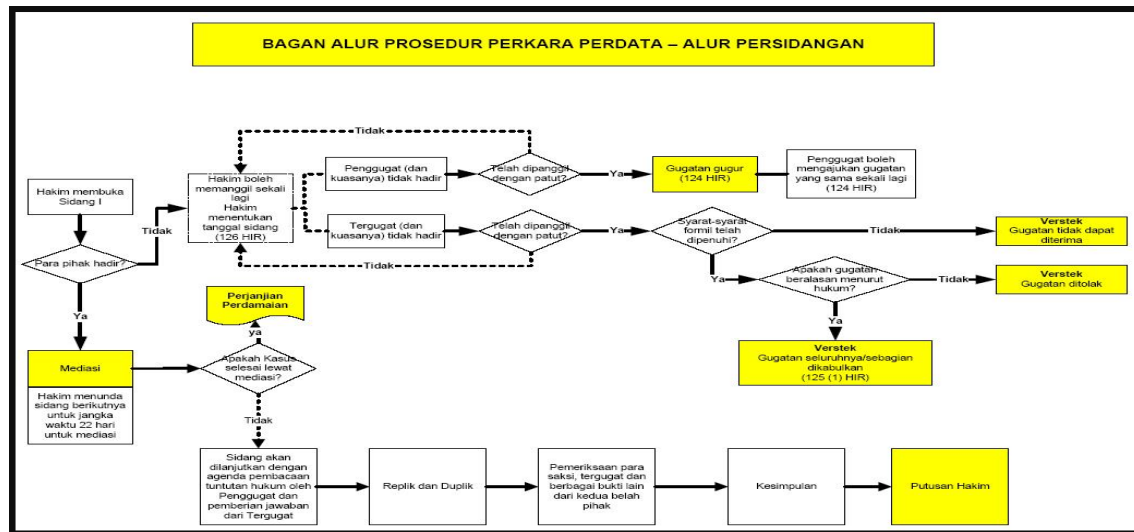 BAGAN ALUR PROSEDUR PERKARA PERDATA – ALUR PERSIDANGAN
Tidak
Hakim membuka
Sidang I
Hakim boleh
memanggil sekali
lagi
Hakim
menentukan
tanggal sidang
(126 HIR)
Penggugat (dan
kuasanya) tidak hadir
Telah dipanggil
dengan patut?
Ya
Gugatan gugur
(124 HIR)
Penggugat boleh
mengajukan gugatan
yang sama sekali lagi
(124 HIR)
Tidak
Tergugat (dan
kuasanya) tidak hadir
Telah dipanggil
dengan patut?
Ya
Syarat-syarat
formil telah
dipenuhi?
Tidak
Verstek
Gugatan tidak dapat
diterima
Para pihak hadir?
Tidak
Ya
Apakah gugatan
beralasan menurut
hukum?
Tidak
Verstek
Gugatan ditolak
Ya
Perjanjian
Perdamaian
Ya
ya
Verstek
Gugatan seluruhnya/sebagian
dikabulkan
(125 (1) HIR)
Mediasi
Apakah Kasus
selesai lewat
mediasi?
Hakim menunda
sidang berikutnya
untuk jangka
waktu 22 hari
untuk mediasi
Tidak
Sidang akan
dilanjutkan dengan
agenda pembacaan
tuntutan hukum oleh
Penggugat dan
pemberian jawaban
dari Tergugat
Replik dan Duplik
Pemeriksaan para
saksi, tergugat dan
berbagai bukti lain
dari kedua belah
pihak
Kesimpulan
Putusan Hakim